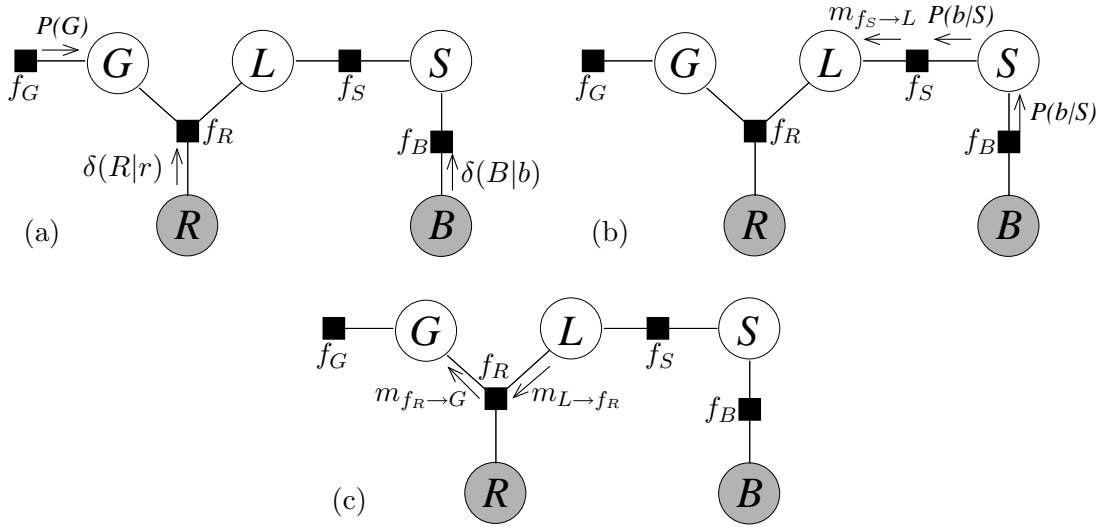 P(G)
G
L
S
f_G
f_S
f_R
f_B
δ(R|r)
δ(B|b)
R
B
(a)
m_{f_S→L}
P(b/S)
G
L
S
f_G
f_S
P(b/S)
f_R
f_B
R
B
(b)
G
L
S
f_G
f_R
f_S
m_{f_R→G}
m_{L→f_R}
f_B
R
B
(c)